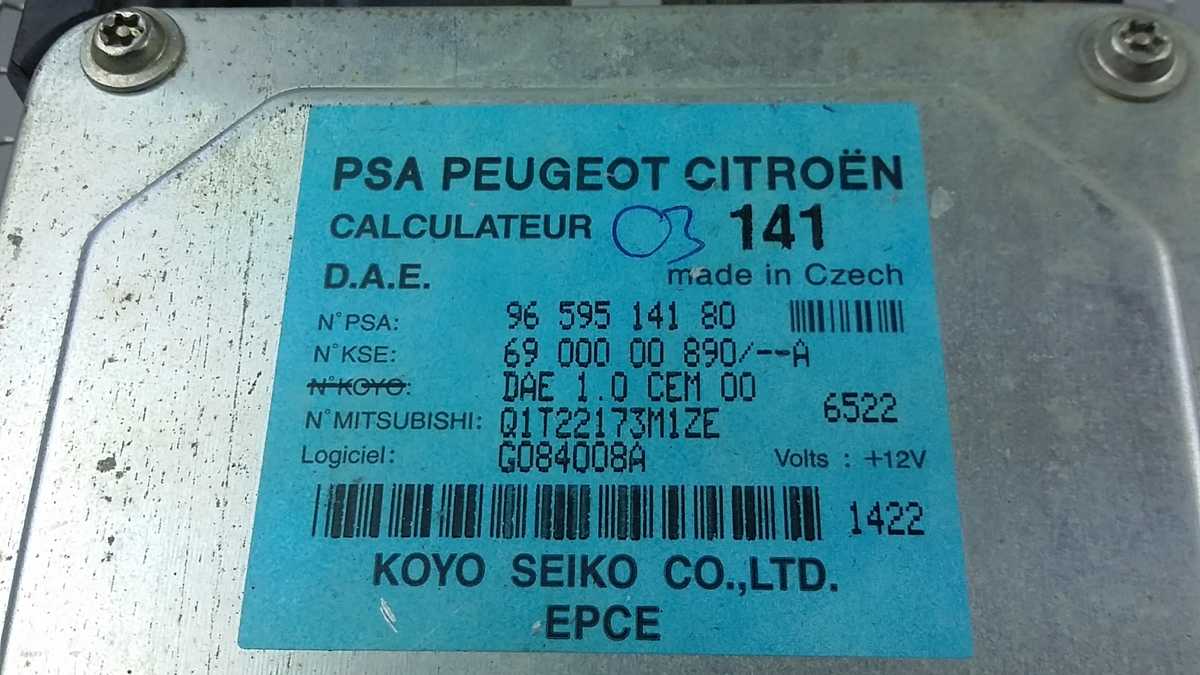 PSA PEUGEOT CITROËN
CALCULATEUR 03 141
D.A.E. made in Czech
N°PSA: 96 595 141 80
N°KSE: 69 000 00 890/--A
N°KOYO: DAE 1.0 CEM 00
6522
N°MITSUBISHI: Q1T22173M1ZE
Logiciel: G084008A Volts : +12V
1422
KOYO SEIKO CO.,LTD.
EPCE